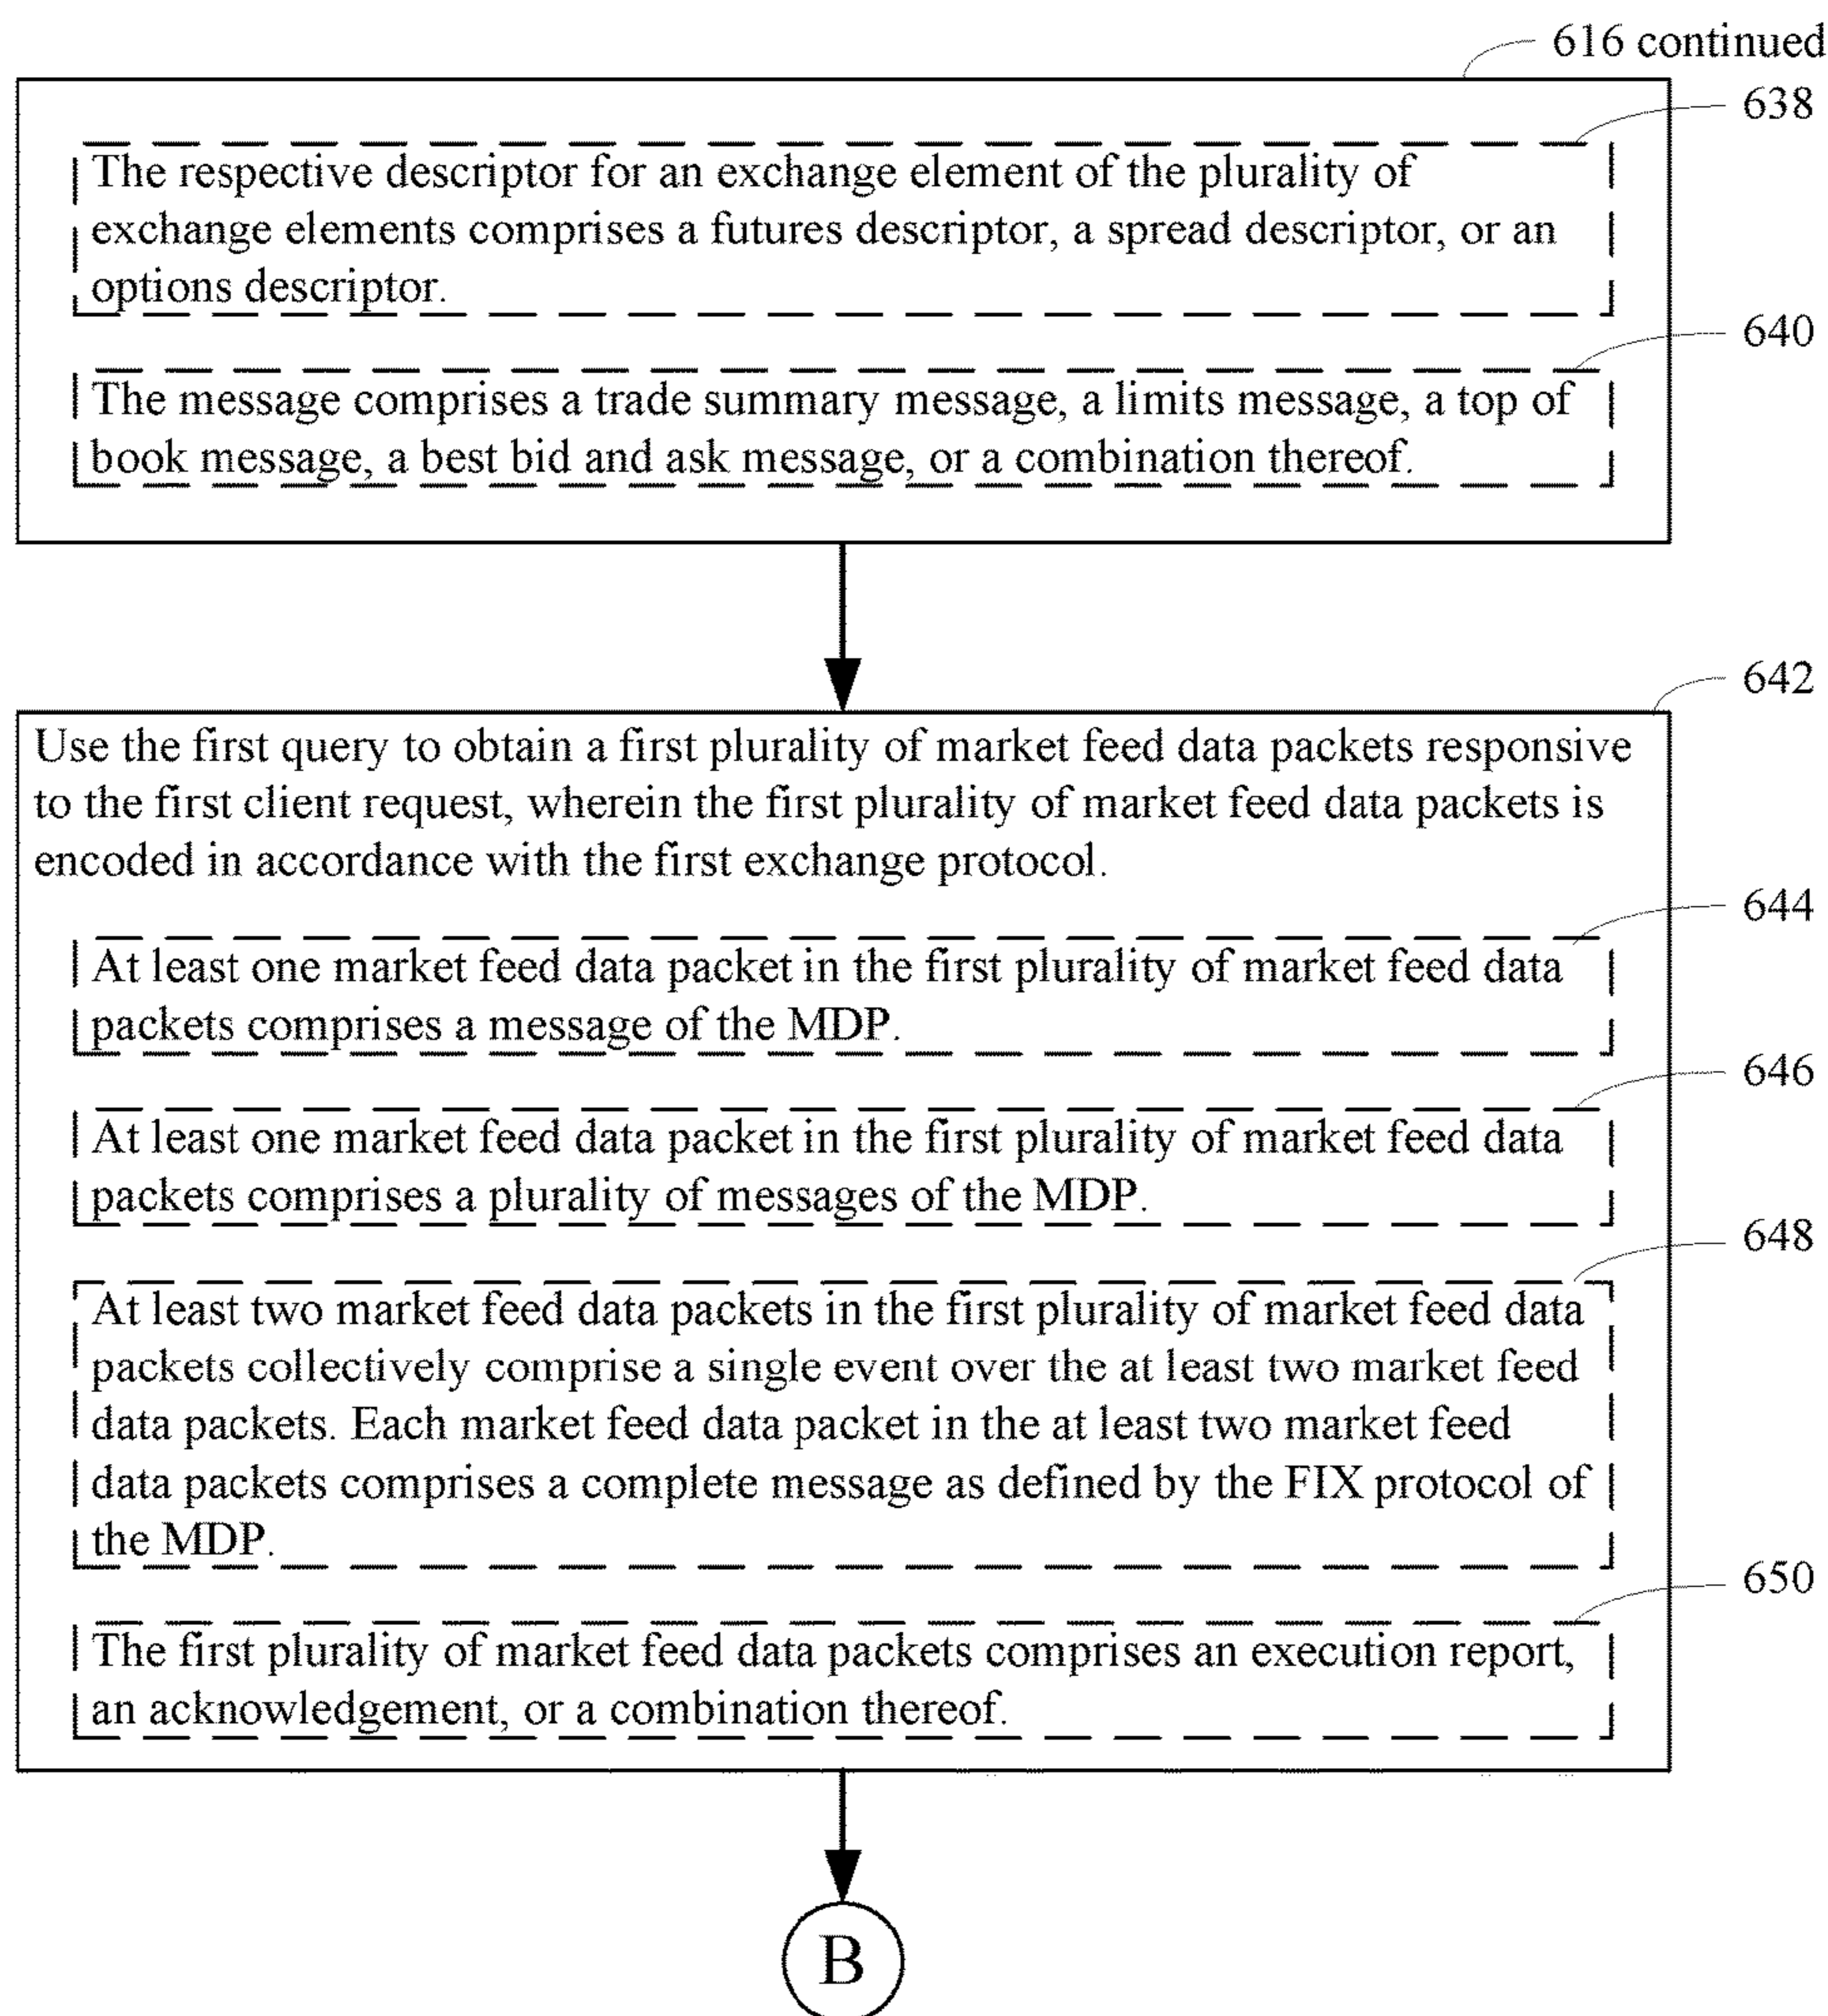 616 continued
638
The respective descriptor for an exchange element of the plurality of
exchange elements comprises a futures descriptor, a spread descriptor, or an
options descriptor.
640
The message comprises a trade summary message, a limits message, a top of
book message, a best bid and ask message, or a combination thereof.
642
Use the first query to obtain a first plurality of market feed data packets responsive
to the first client request, wherein the first plurality of market feed data packets is
encoded in accordance with the first exchange protocol.
644
At least one market feed data packet in the first plurality of market feed data
packets comprises a message of the MDP.
646
At least one market feed data packet in the first plurality of market feed data
packets comprises a plurality of messages of the MDP.
648
At least two market feed data packets in the first plurality of market feed data
packets collectively comprise a single event over the at least two market feed
data packets. Each market feed data packet in the at least two market feed
data packets comprises a complete message as defined by the FIX protocol of
the MDP.
650
The first plurality of market feed data packets comprises an execution report,
an acknowledgement, or a combination thereof.
B